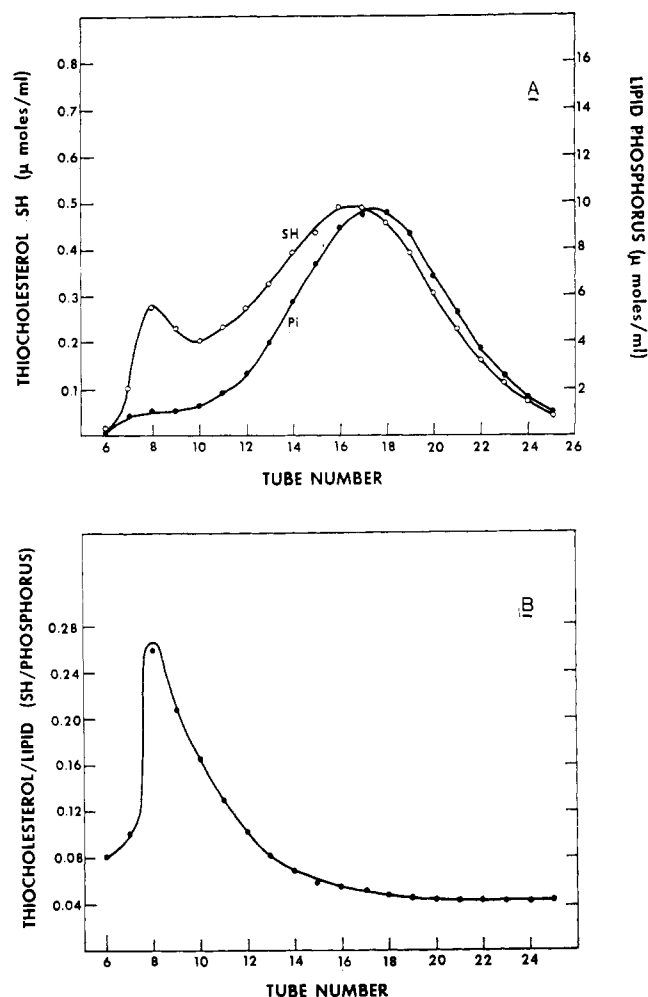 A
THIOCHOLESTEROL SH (μ moles/ml)
0.8
0.7
0.6
0.5
0.4
0.3
0.2
0.1
LIPID PHOSPHORUS (μ moles/ml)
16
14
12
10
8
6
4
2
SH
Pi
6 8 10 12 14 16 18 20 22 24 26
TUBE NUMBER
B
THIOCHOLESTEROL/LIPID (SH/PHOSPHORUS)
0.28
0.24
0.20
0.16
0.12
0.08
0.04
6 8 10 12 14 16 18 20 22 24
TUBE NUMBER